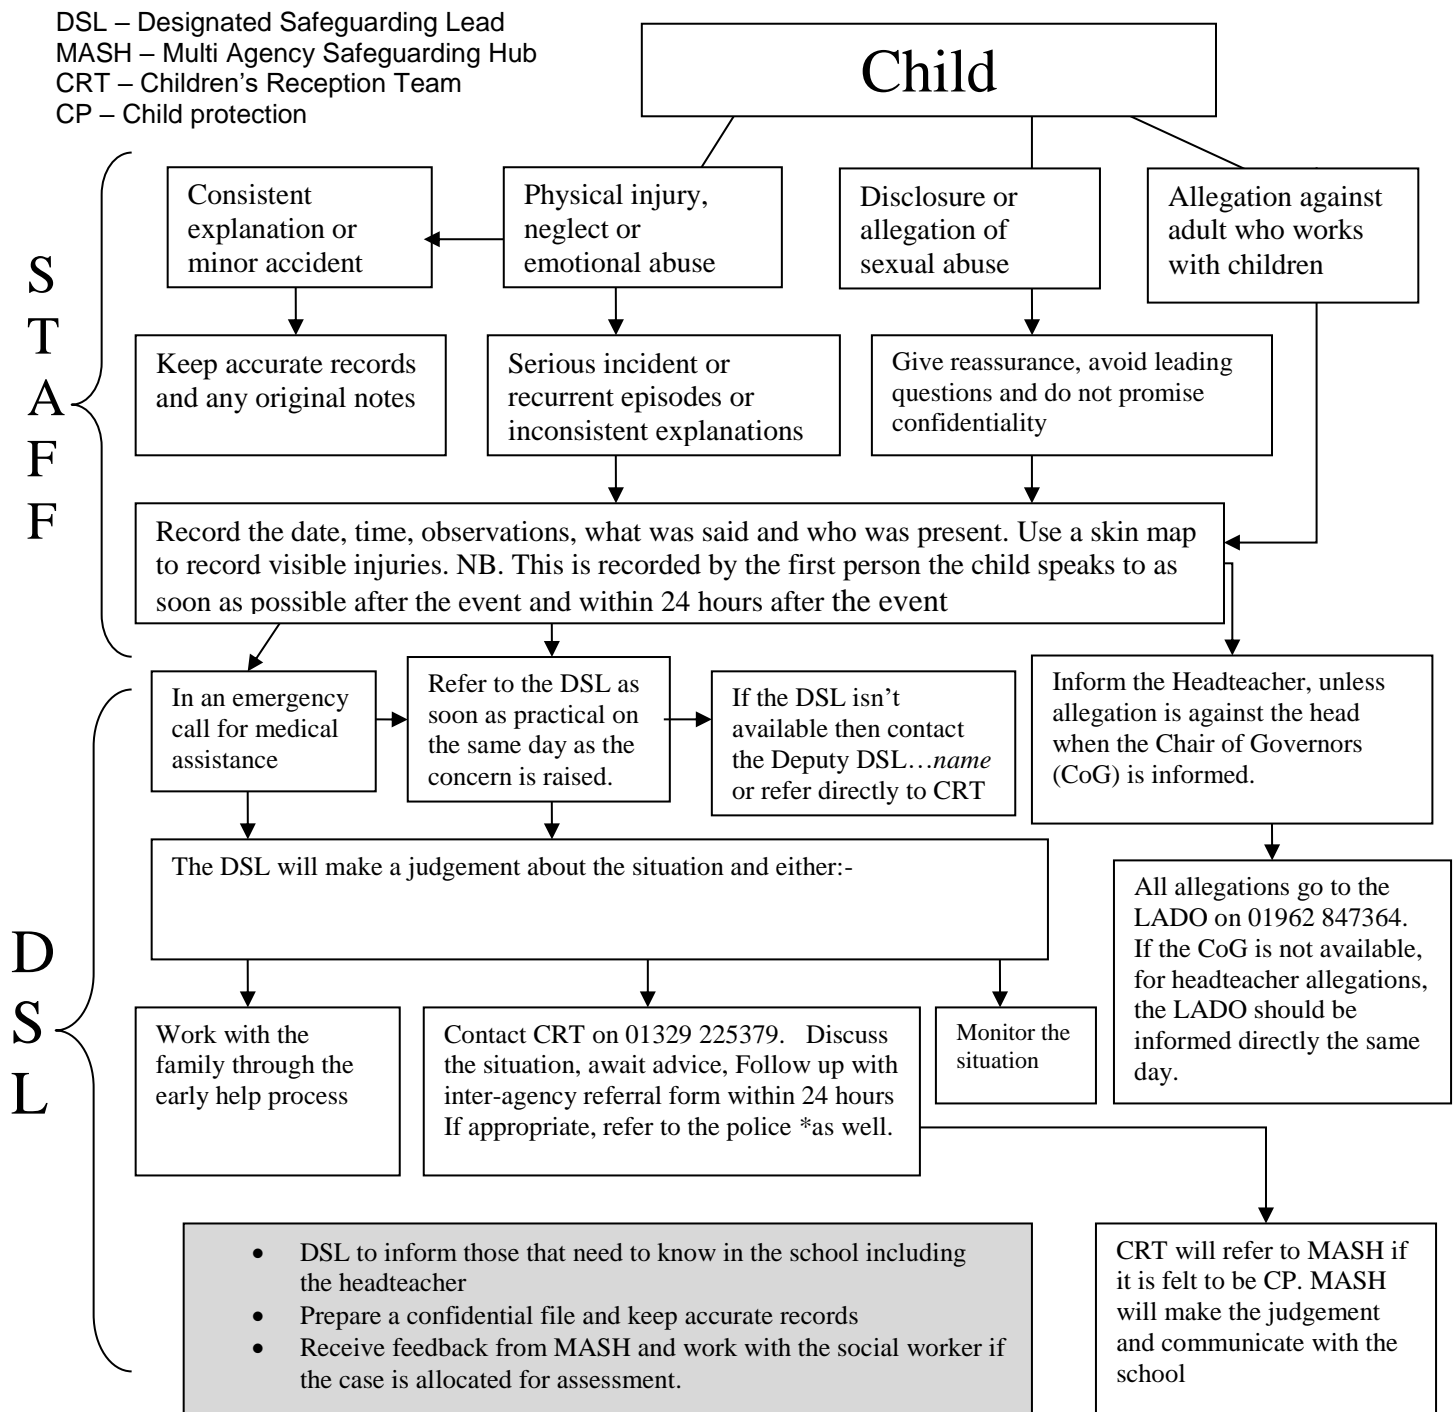 DSL – Designated Safeguarding Lead
MASH – Multi Agency Safeguarding Hub
CRT – Children's Reception Team
CP – Child protection
Child
S
T
A
F
F
Consistent
explanation or
minor accident
Physical injury,
neglect or
emotional abuse
Disclosure or
allegation of
sexual abuse
Allegation against
adult who works
with children
Keep accurate records
and any original notes
Serious incident or
recurrent episodes or
inconsistent explanations
Give reassurance, avoid leading
questions and do not promise
confidentiality
Record the date, time, observations, what was said and who was present. Use a skin map
to record visible injuries. NB. This is recorded by the first person the child speaks to as
soon as possible after the event and within 24 hours after the event
D
S
L
In an emergency
call for medical
assistance
Refer to the DSL as
soon as practical on
the same day as the
concern is raised.
If the DSL isn't
available then contact
the Deputy DSL…name
or refer directly to CRT
Inform the Headteacher, unless
allegation is against the head
when the Chair of Governors
(CoG) is informed.
The DSL will make a judgement about the situation and either:-
All allegations go to the
LADO on 01962 847364.
If the CoG is not available,
for headteacher allegations,
the LADO should be
informed directly the same
day.
Work with the
family through the
early help process
Contact CRT on 01329 225379.   Discuss
the situation, await advice, Follow up with
inter-agency referral form within 24 hours
If appropriate, refer to the police *as well.
Monitor the
situation
• DSL to inform those that need to know in the school including
the headteacher
• Prepare a confidential file and keep accurate records
• Receive feedback from MASH and work with the social worker if
the case is allocated for assessment.
CRT will refer to MASH if
it is felt to be CP. MASH
will make the judgement
and communicate with the
school